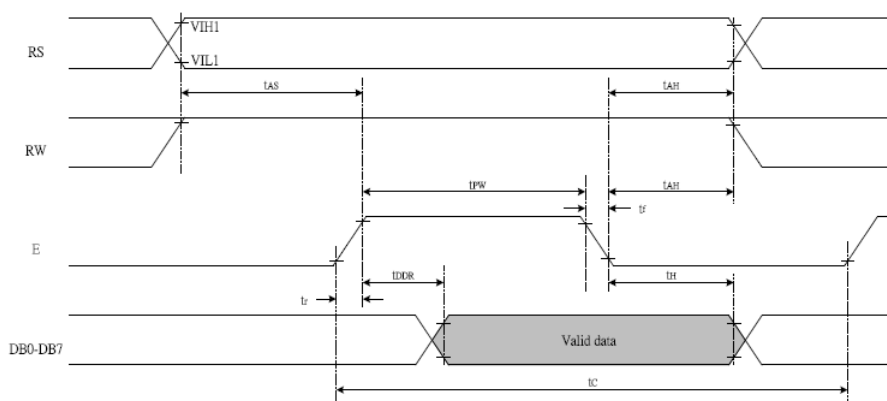 VIH1
RS
VIL1
tAS
tAH
RW
tPW
tAH
tf
E
tDDR
tH
tr
Valid data
DB0-DB7
tC